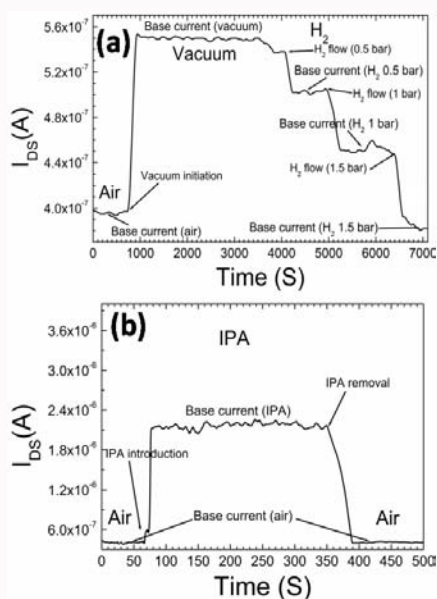 (a)
Base current (vacuum)
Vacuum
H2
H2 flow (0.5 bar)
Base current (H2 0.5 bar)
H2 flow (1 bar)
Base current (H2 1 bar)
H2 flow (1.5 bar)
Air
Vacuum initiation
Base current (air)
Base current (H2 1.5 bar)
5.6x10-7
5.2x10-7
4.8x10-7
4.4x10-7
4.0x10-7
IDS(A)
0 1000 2000 3000 4000 5000 6000 7000
Time (S)
(b)
IPA
IPA removal
Base current (IPA)
IPA introduction
Air
Base current (air)
Air
3.6x10-6
3.0x10-6
2.4x10-6
1.8x10-6
1.2x10-6
6.0x10-7
IDS(A)
0 50 100 150 200 250 300 350 400 450 500
Time (S)